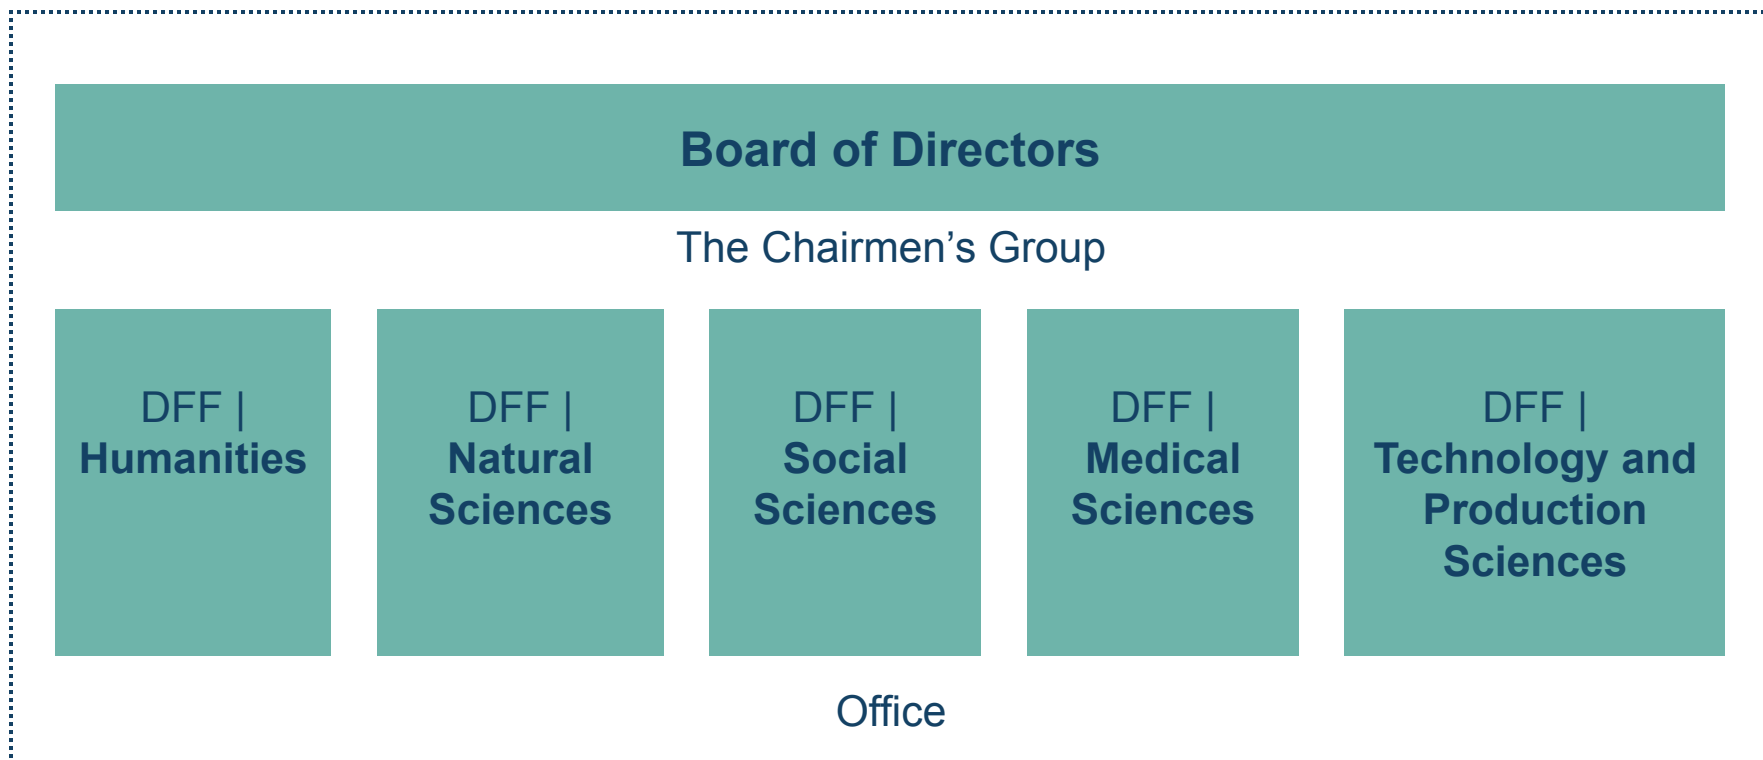 Board of Directors
The Chairmen’s Group
DFF |
Humanities
DFF |
Natural
Sciences
DFF |
Social
Sciences
DFF |
Medical
Sciences
DFF |
Technology and
Production
Sciences
Office